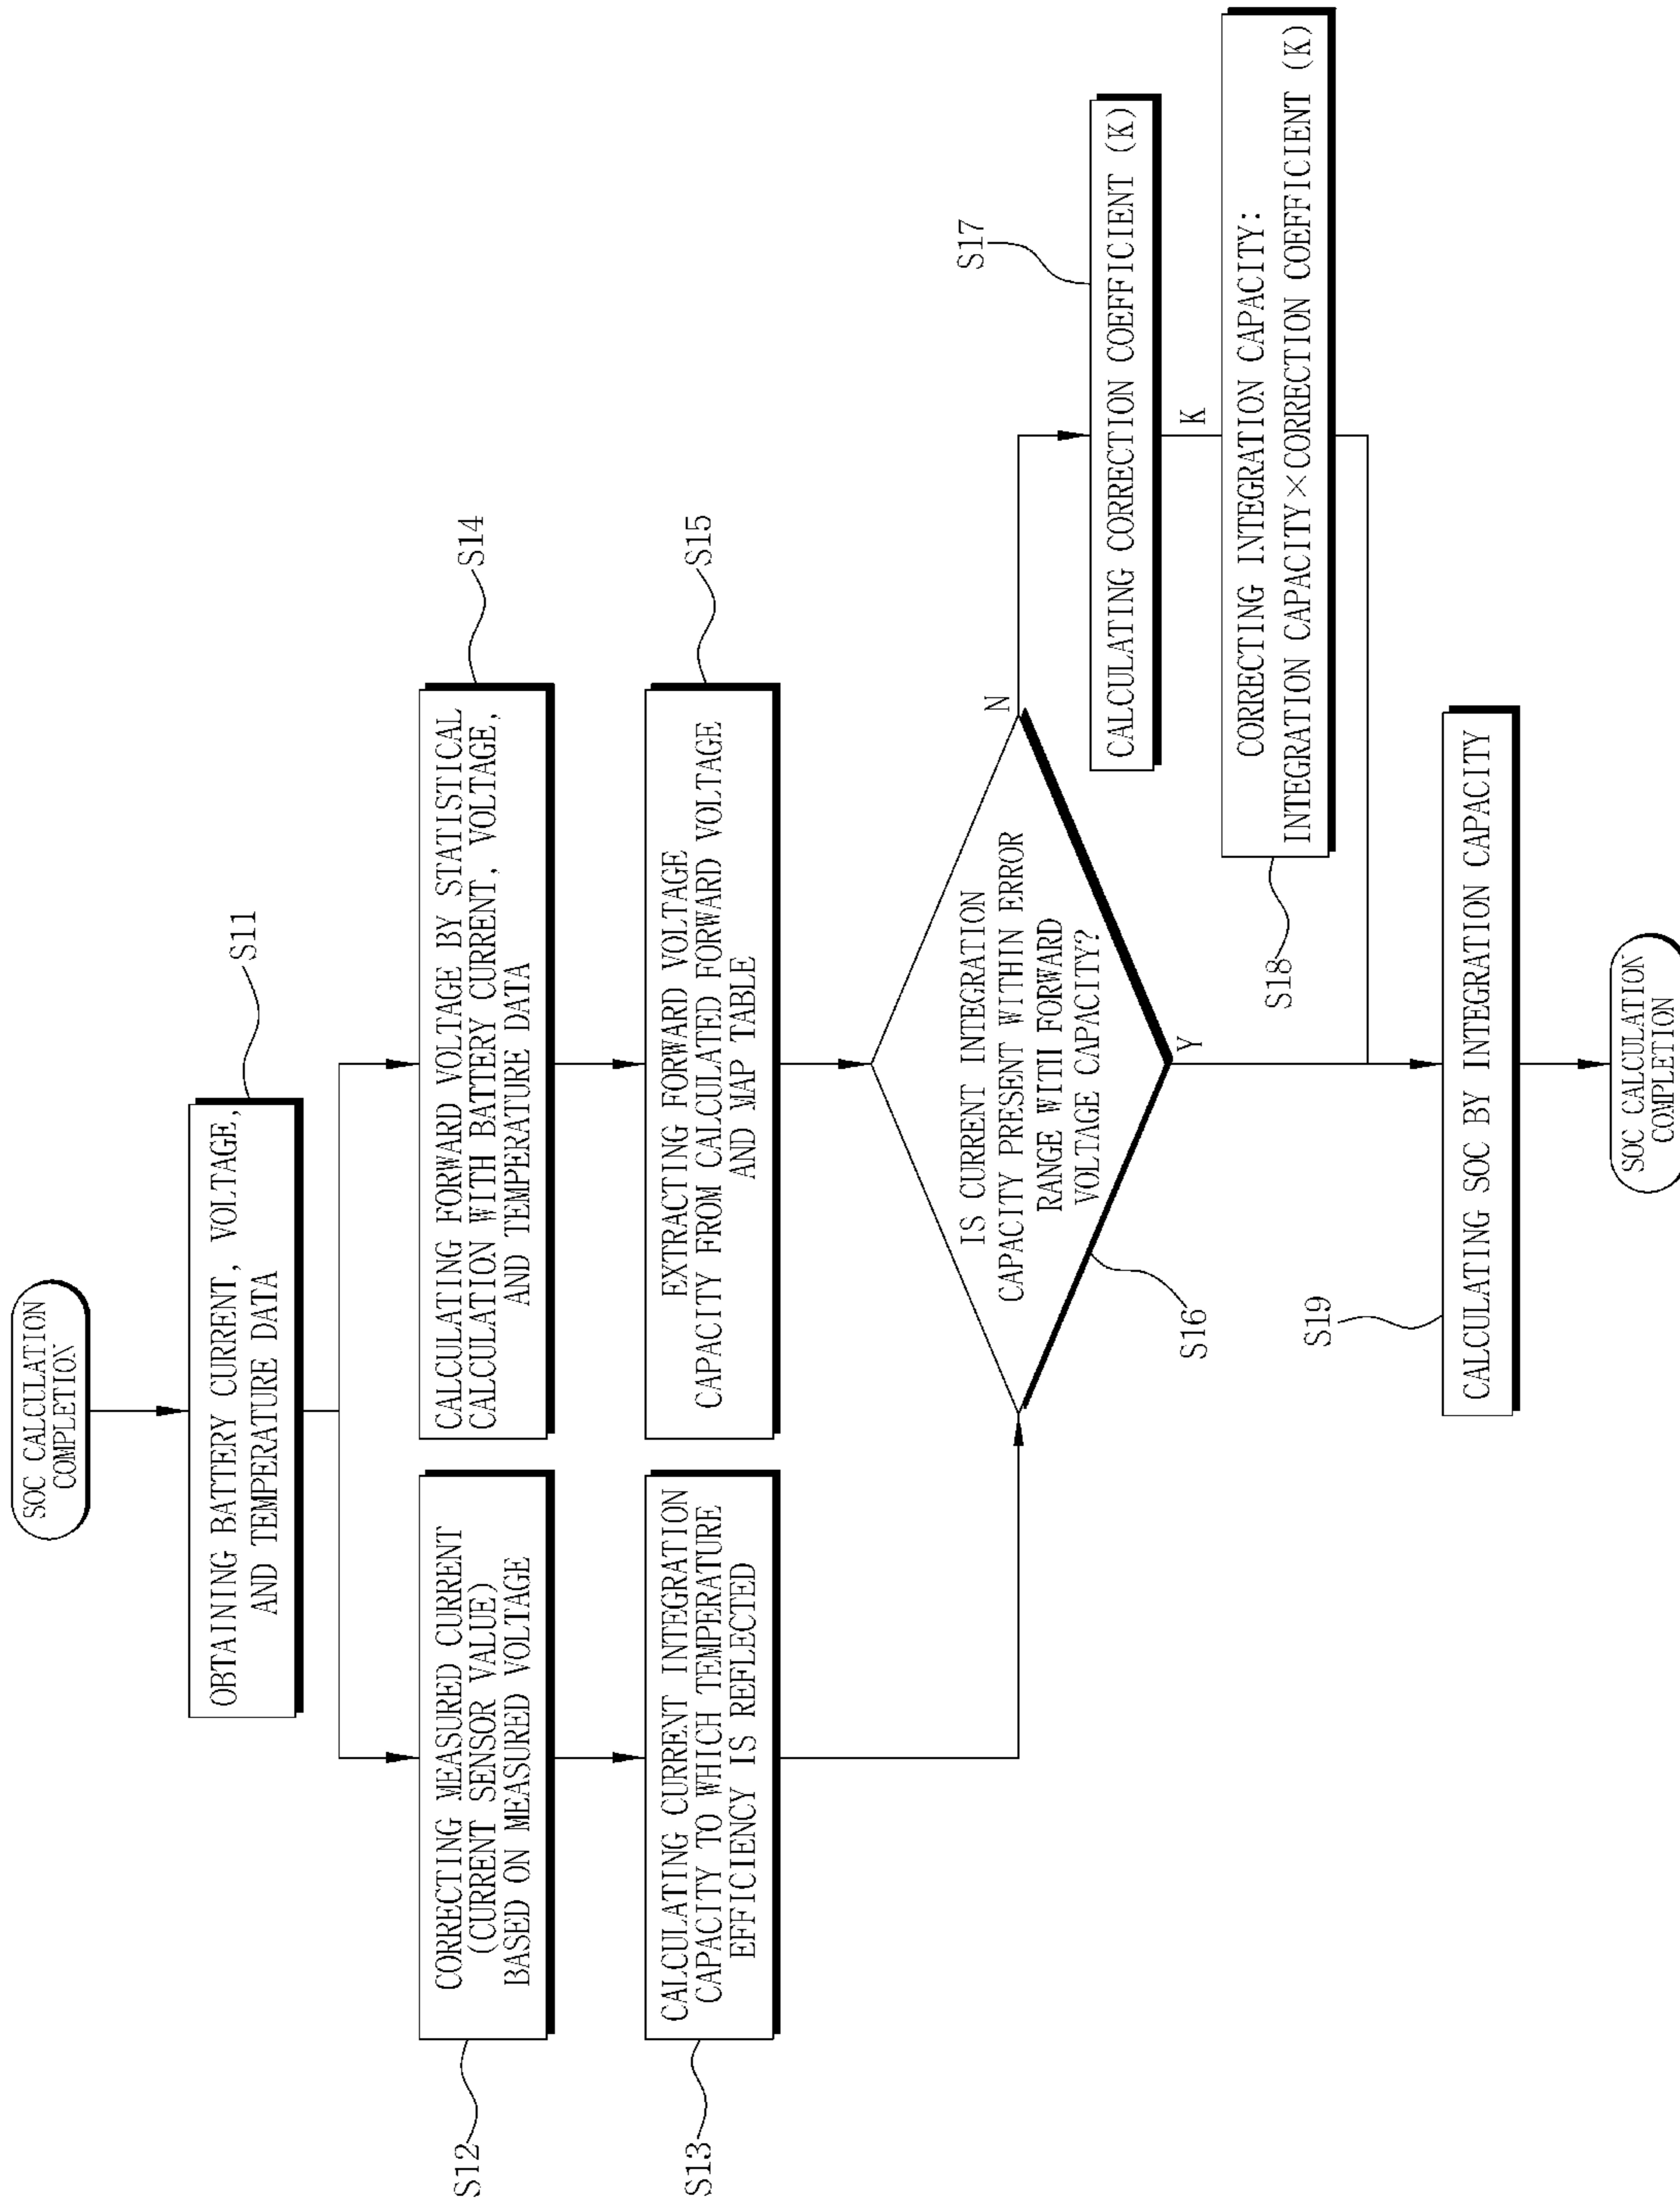 SOC CALCULATION
COMPLETION
S11
OBTAINING BATTERY CURRENT, VOLTAGE,
AND TEMPERATURE DATA
S12
CORRECTING MEASURED CURRENT
(CURRENT SENSOR VALUE)
BASED ON MEASURED VOLTAGE
S14
CALCULATING FORWARD VOLTAGE BY STATISTICAL
CALCULATION WITH BATTERY CURRENT, VOLTAGE,
AND TEMPERATURE DATA
S13
CALCULATING CURRENT INTEGRATION
CAPACITY TO WHICH TEMPERATURE
EFFICIENCY IS REFLECTED
S15
EXTRACTING FORWARD VOLTAGE
CAPACITY FROM CALCULATED FORWARD VOLTAGE
AND MAP TABLE
S16
IS CURRENT INTEGRATION
CAPACITY PRESENT WITHIN ERROR
RANGE WITH FORWARD
VOLTAGE CAPACITY?
N
Y
S17
CALCULATING CORRECTION COEFFICIENT (K)
K
S18
CORRECTING INTEGRATION CAPACITY:
INTEGRATION CAPACITY×CORRECTION COEFFICIENT (K)
S19
CALCULATING SOC BY INTEGRATION CAPACITY
SOC CALCULATION
COMPLETION